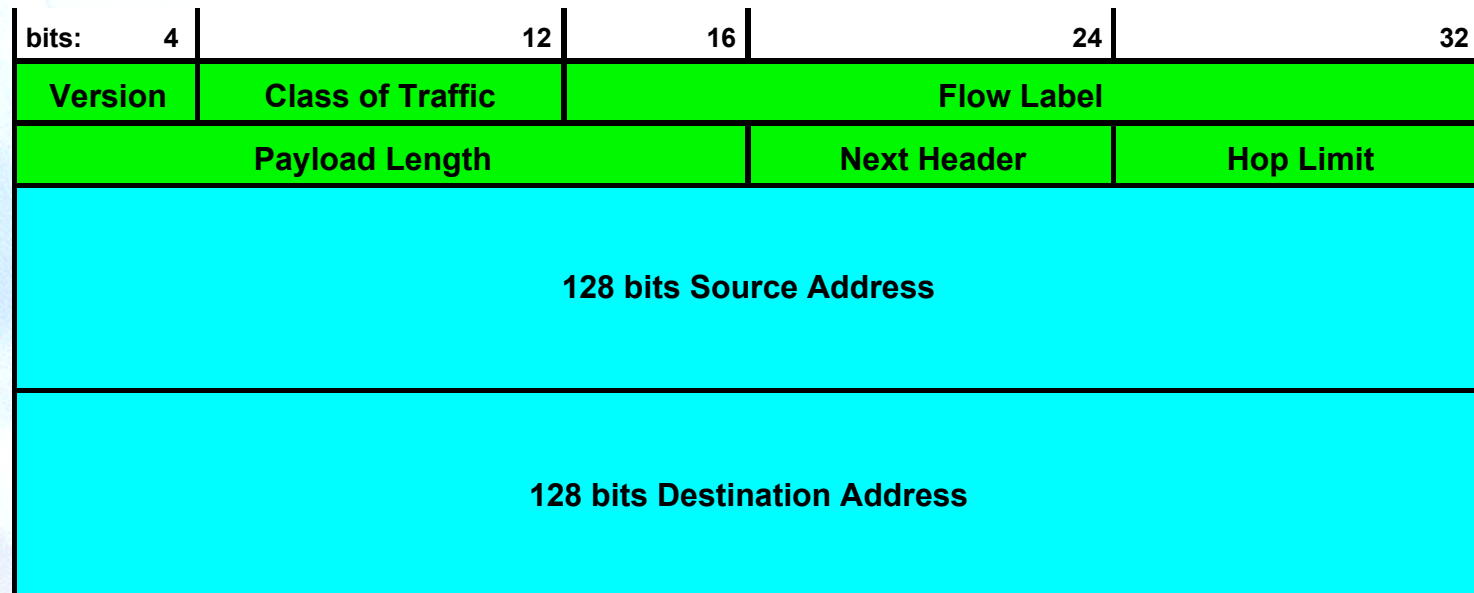 bits: 4 12 16 24 32
Version Class of Traffic Flow Label
Payload Length Next Header Hop Limit
128 bits Source Address
128 bits Destination Address